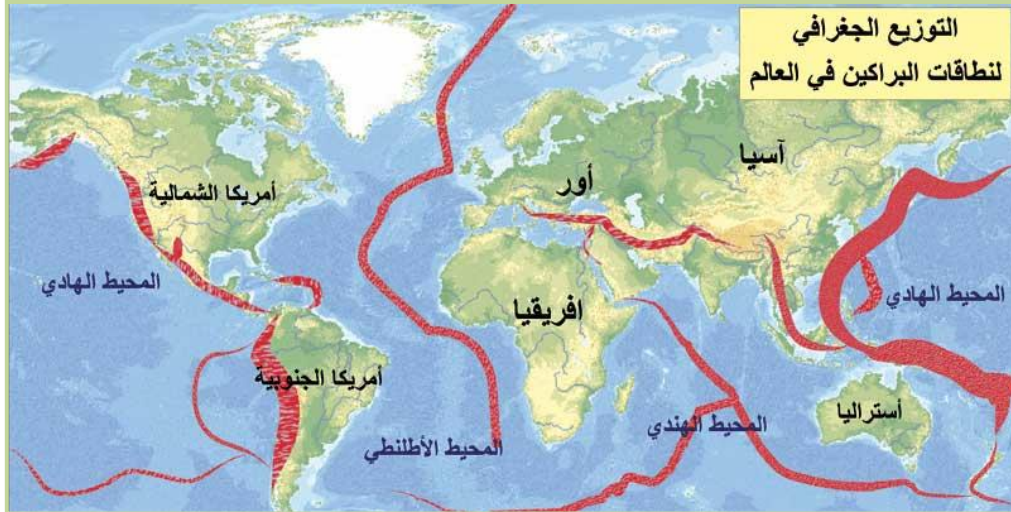 التوزيع الجغرافي
لنطاقات البراكين في العالم
آسيا
أور
أمريكا الشمالية
المحيط الهادي
المحيط الهادي
افريقيا
أمريكا الجنوبية
أستراليا
المحيط الهندي
المحيط الأطلنطي